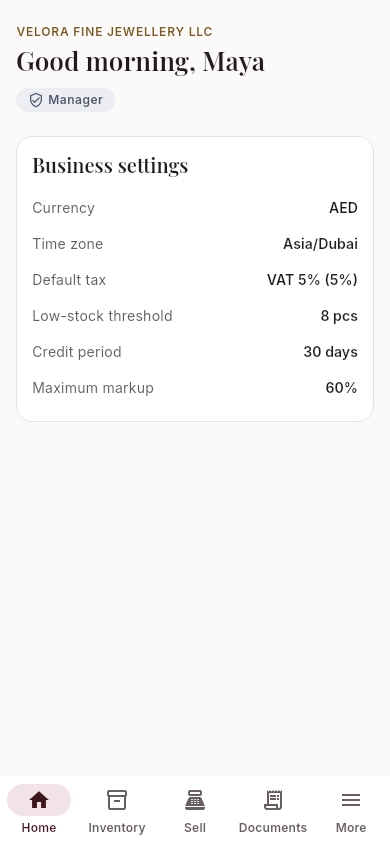 VELORA FINE JEWELLERY LLC
Good morning, Maya
Manager
Business settings
Currency AED
Time zone Asia/Dubai
Default tax VAT 5% (5%)
Low-stock threshold 8 pcs
Credit period 30 days
Maximum markup 60%
Home Inventory Sell Documents More